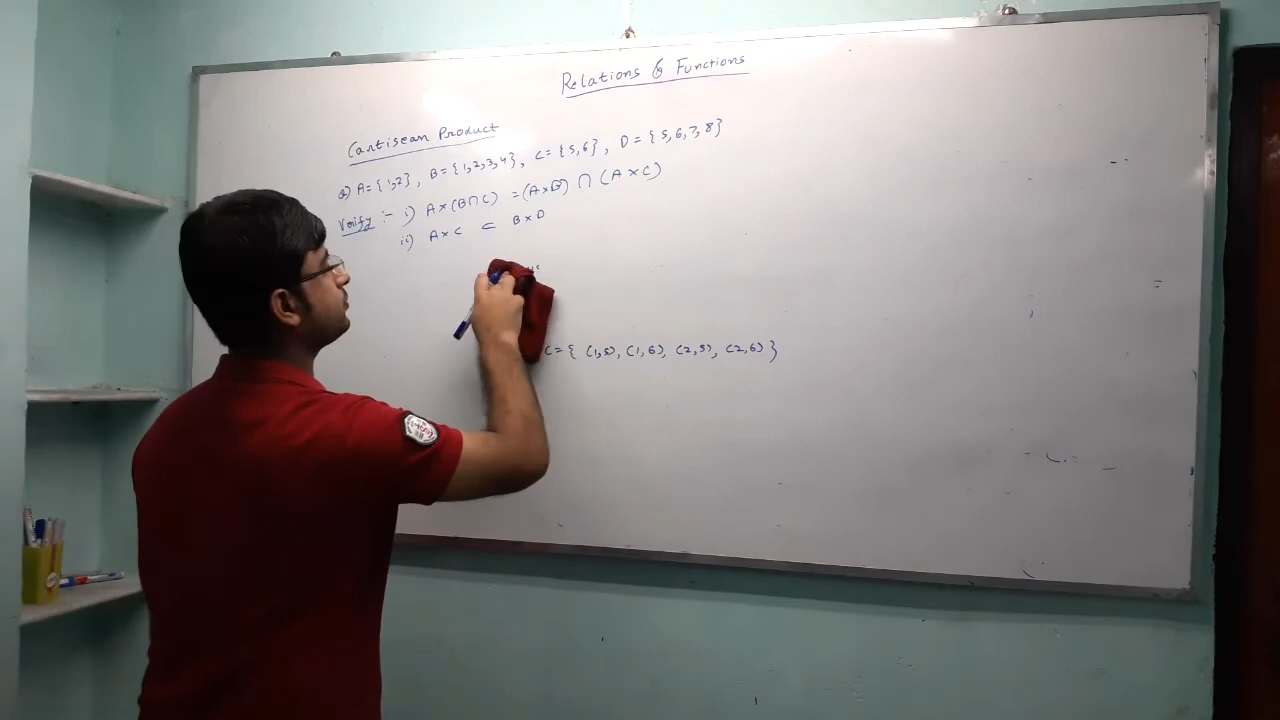 Relations & Functions
Cartisean Product
Q) A = {1,2} , B = {1,2,3,4} , C = {5,6} , D = {5,6,7,8}
Verify :- i) A×(B∩C) = (A×B) ∩ (A×C)
ii) A×C ⊂ B×D
C = { (1,5), (1,6), (2,5), (2,6) }